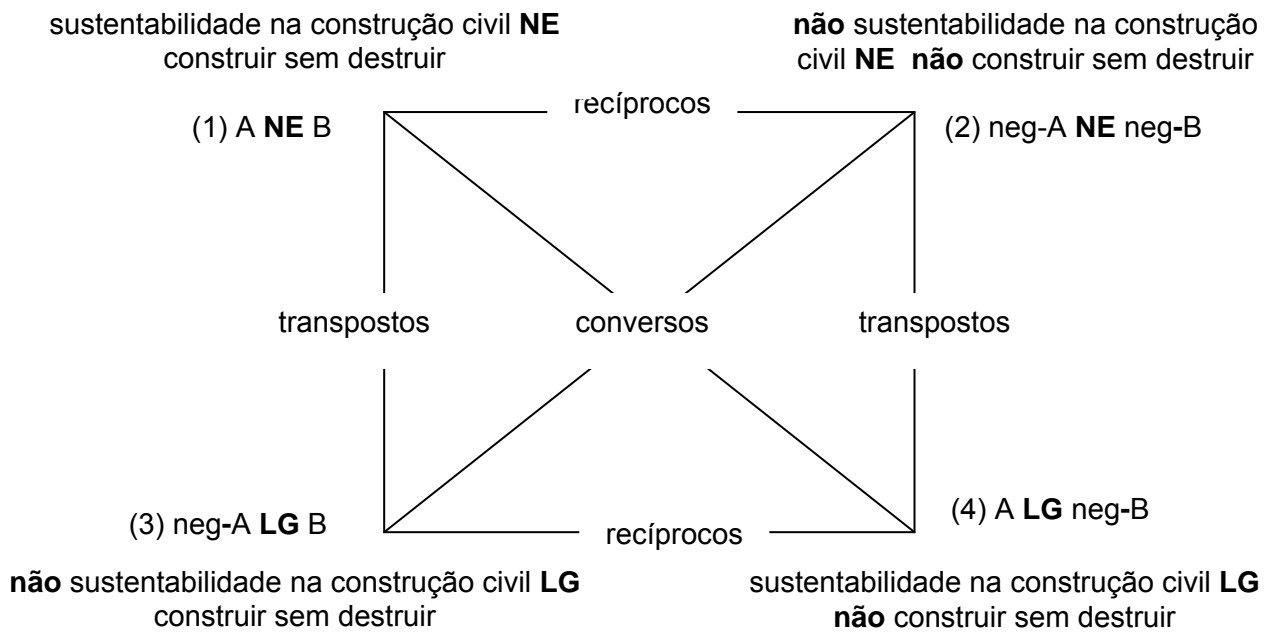 sustentabilidade na construção civil NE
construir sem destruir
não sustentabilidade na construção
civil NE não construir sem destruir
recíprocos
(1) A NE B
(2) neg-A NE neg-B
transpostos
conversos
transpostos
(3) neg-A LG B
(4) A LG neg-B
recíprocos
não sustentabilidade na construção civil LG
construir sem destruir
sustentabilidade na construção civil LG
não construir sem destruir